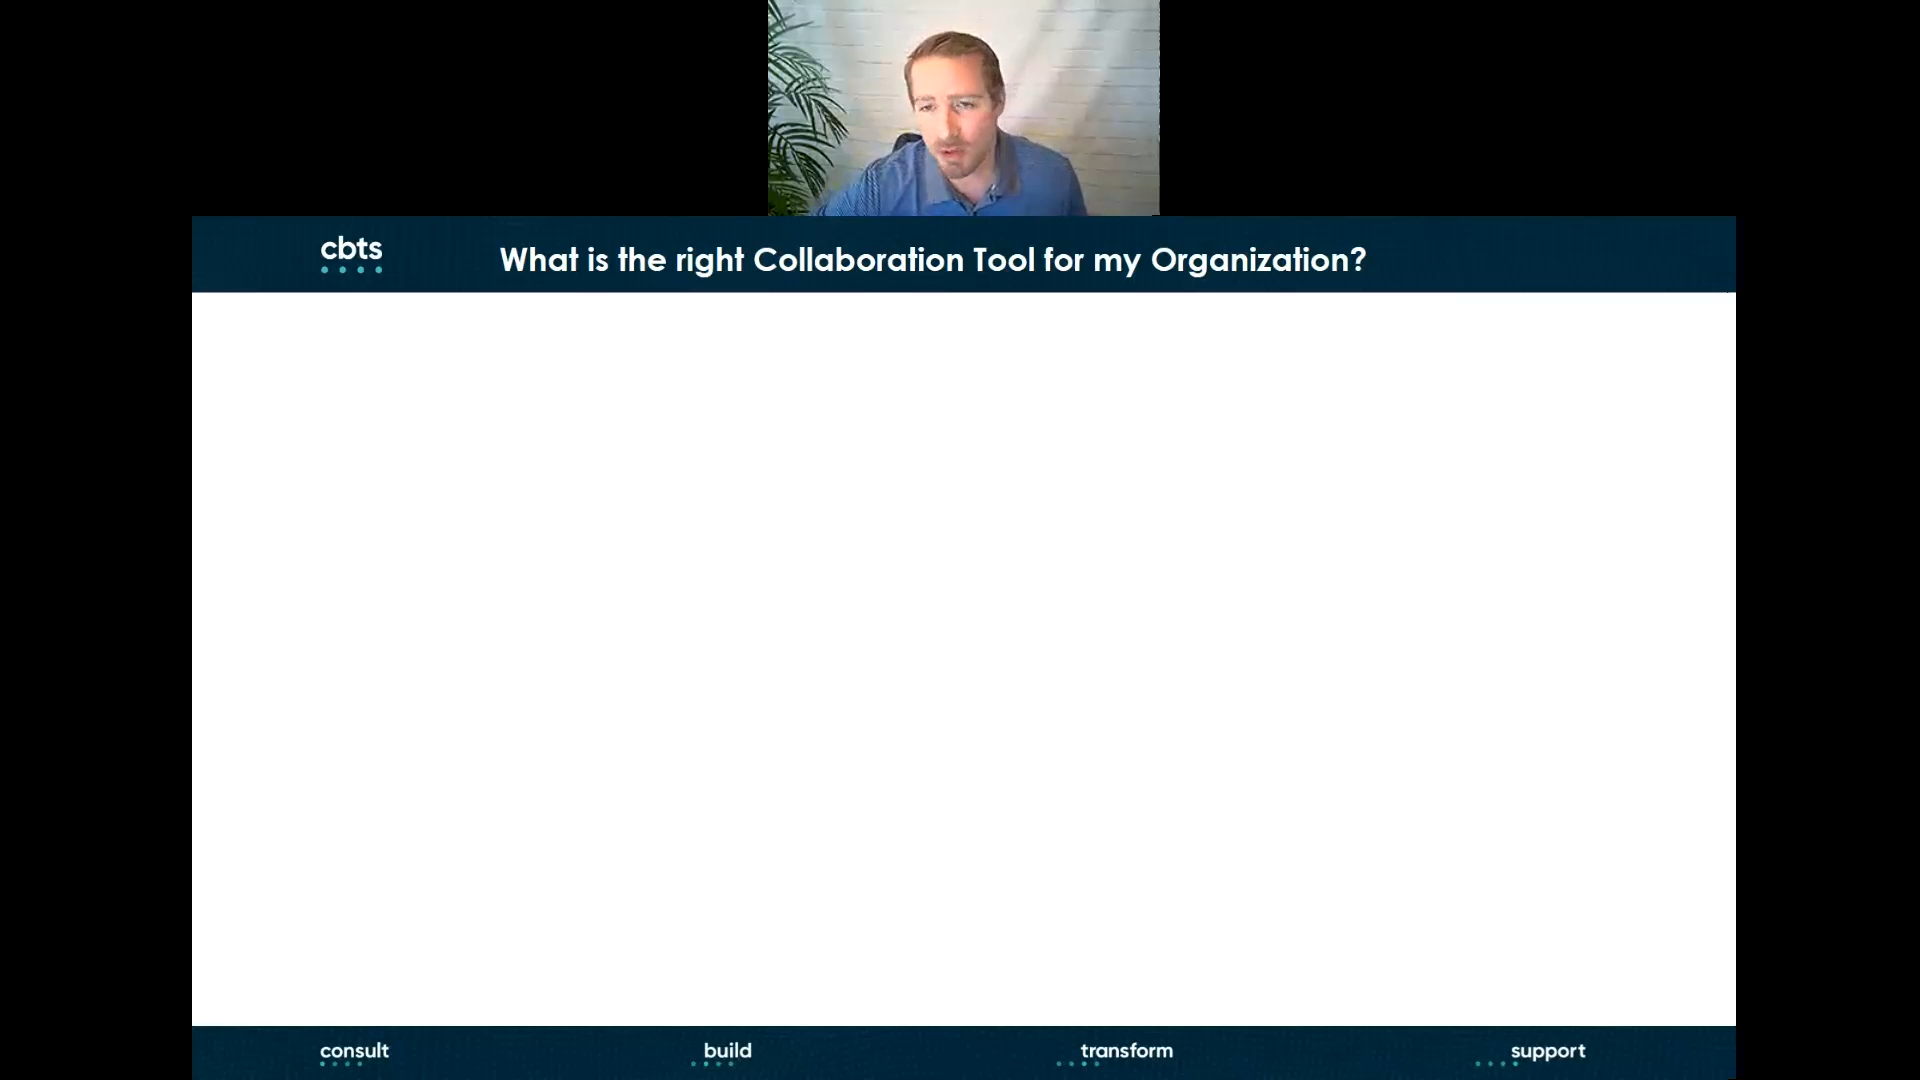 cbts
What is the right Collaboration Tool for my Organization?
consult
build
transform
support